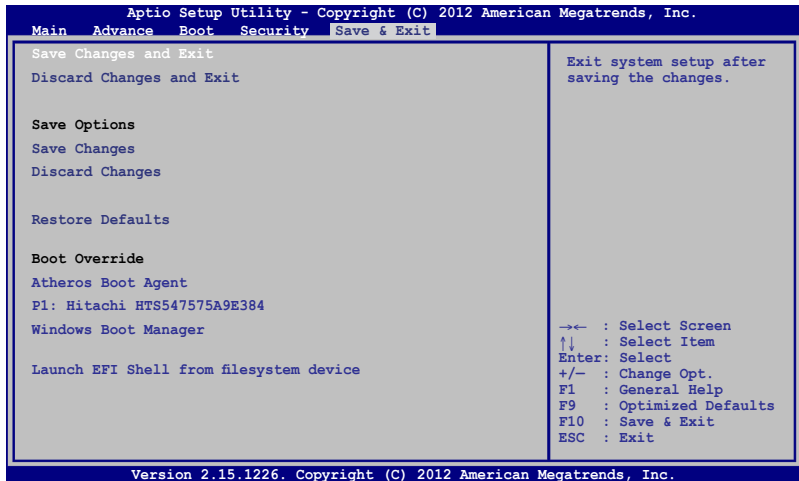 Aptio Setup Utility - Copyright (C) 2012 American Megatrends, Inc.
Main Advance Boot Security Save & Exit
Save Changes and Exit
Discard Changes and Exit
Save Options
Save Changes
Discard Changes
Restore Defaults
Boot Override
Atheros Boot Agent
P1: Hitachi HTS547575A9E384
Windows Boot Manager
Launch EFI Shell from filesystem device
Exit system setup after
saving the changes.
→← : Select Screen
↑↓ : Select Item
Enter: Select
+/— : Change Opt.
F1 : General Help
F9 : Optimized Defaults
F10 : Save & Exit
ESC : Exit
Version 2.15.1226. Copyright (C) 2012 American Megatrends, Inc.